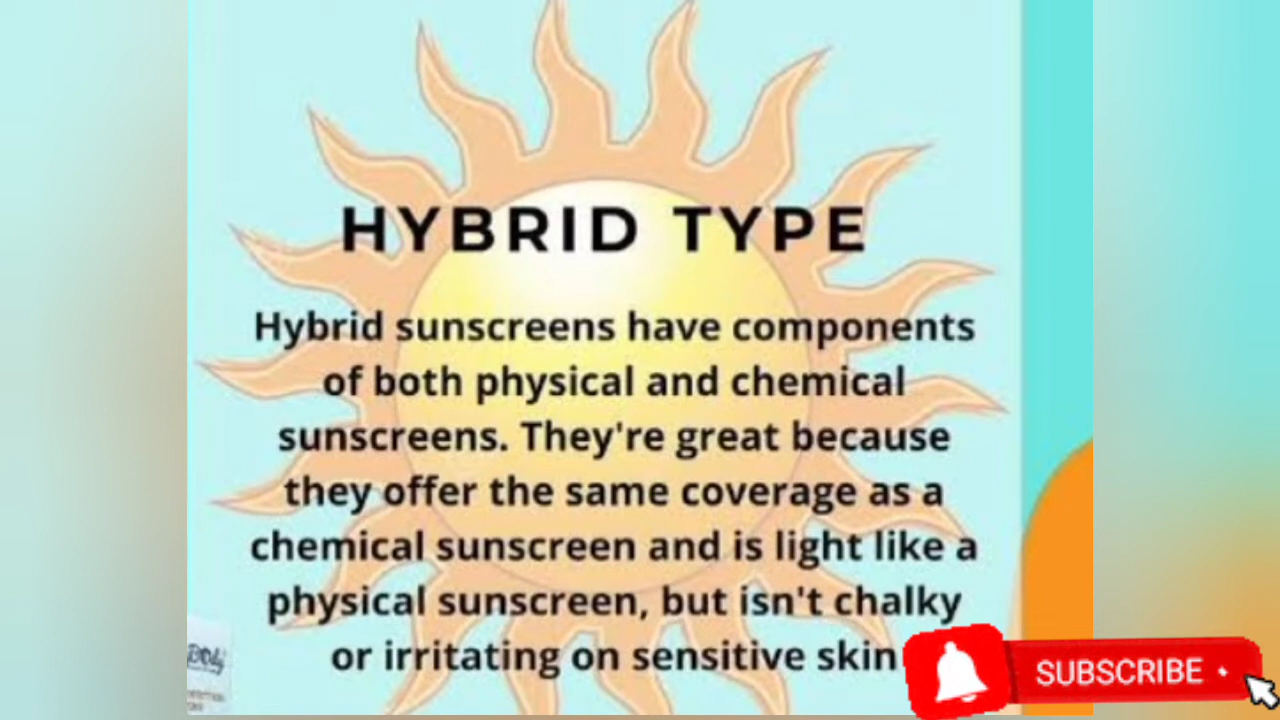 HYBRID TYPE
Hybrid sunscreens have components
of both physical and chemical
sunscreens. They're great because
they offer the same coverage as a
chemical sunscreen and is light like a
physical sunscreen, but isn't chalky
or irritating on sensitive skin
SUBSCRIBE